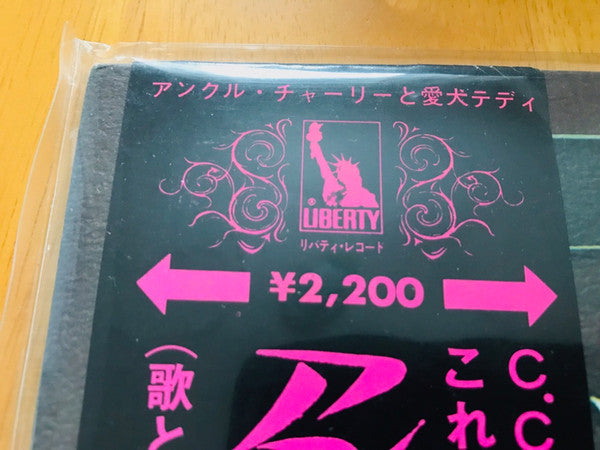 アンクル・チャーリーと愛犬テディ
® LIBERTY
リバティ・レコード
¥2,200
C.C
これ
(歌と